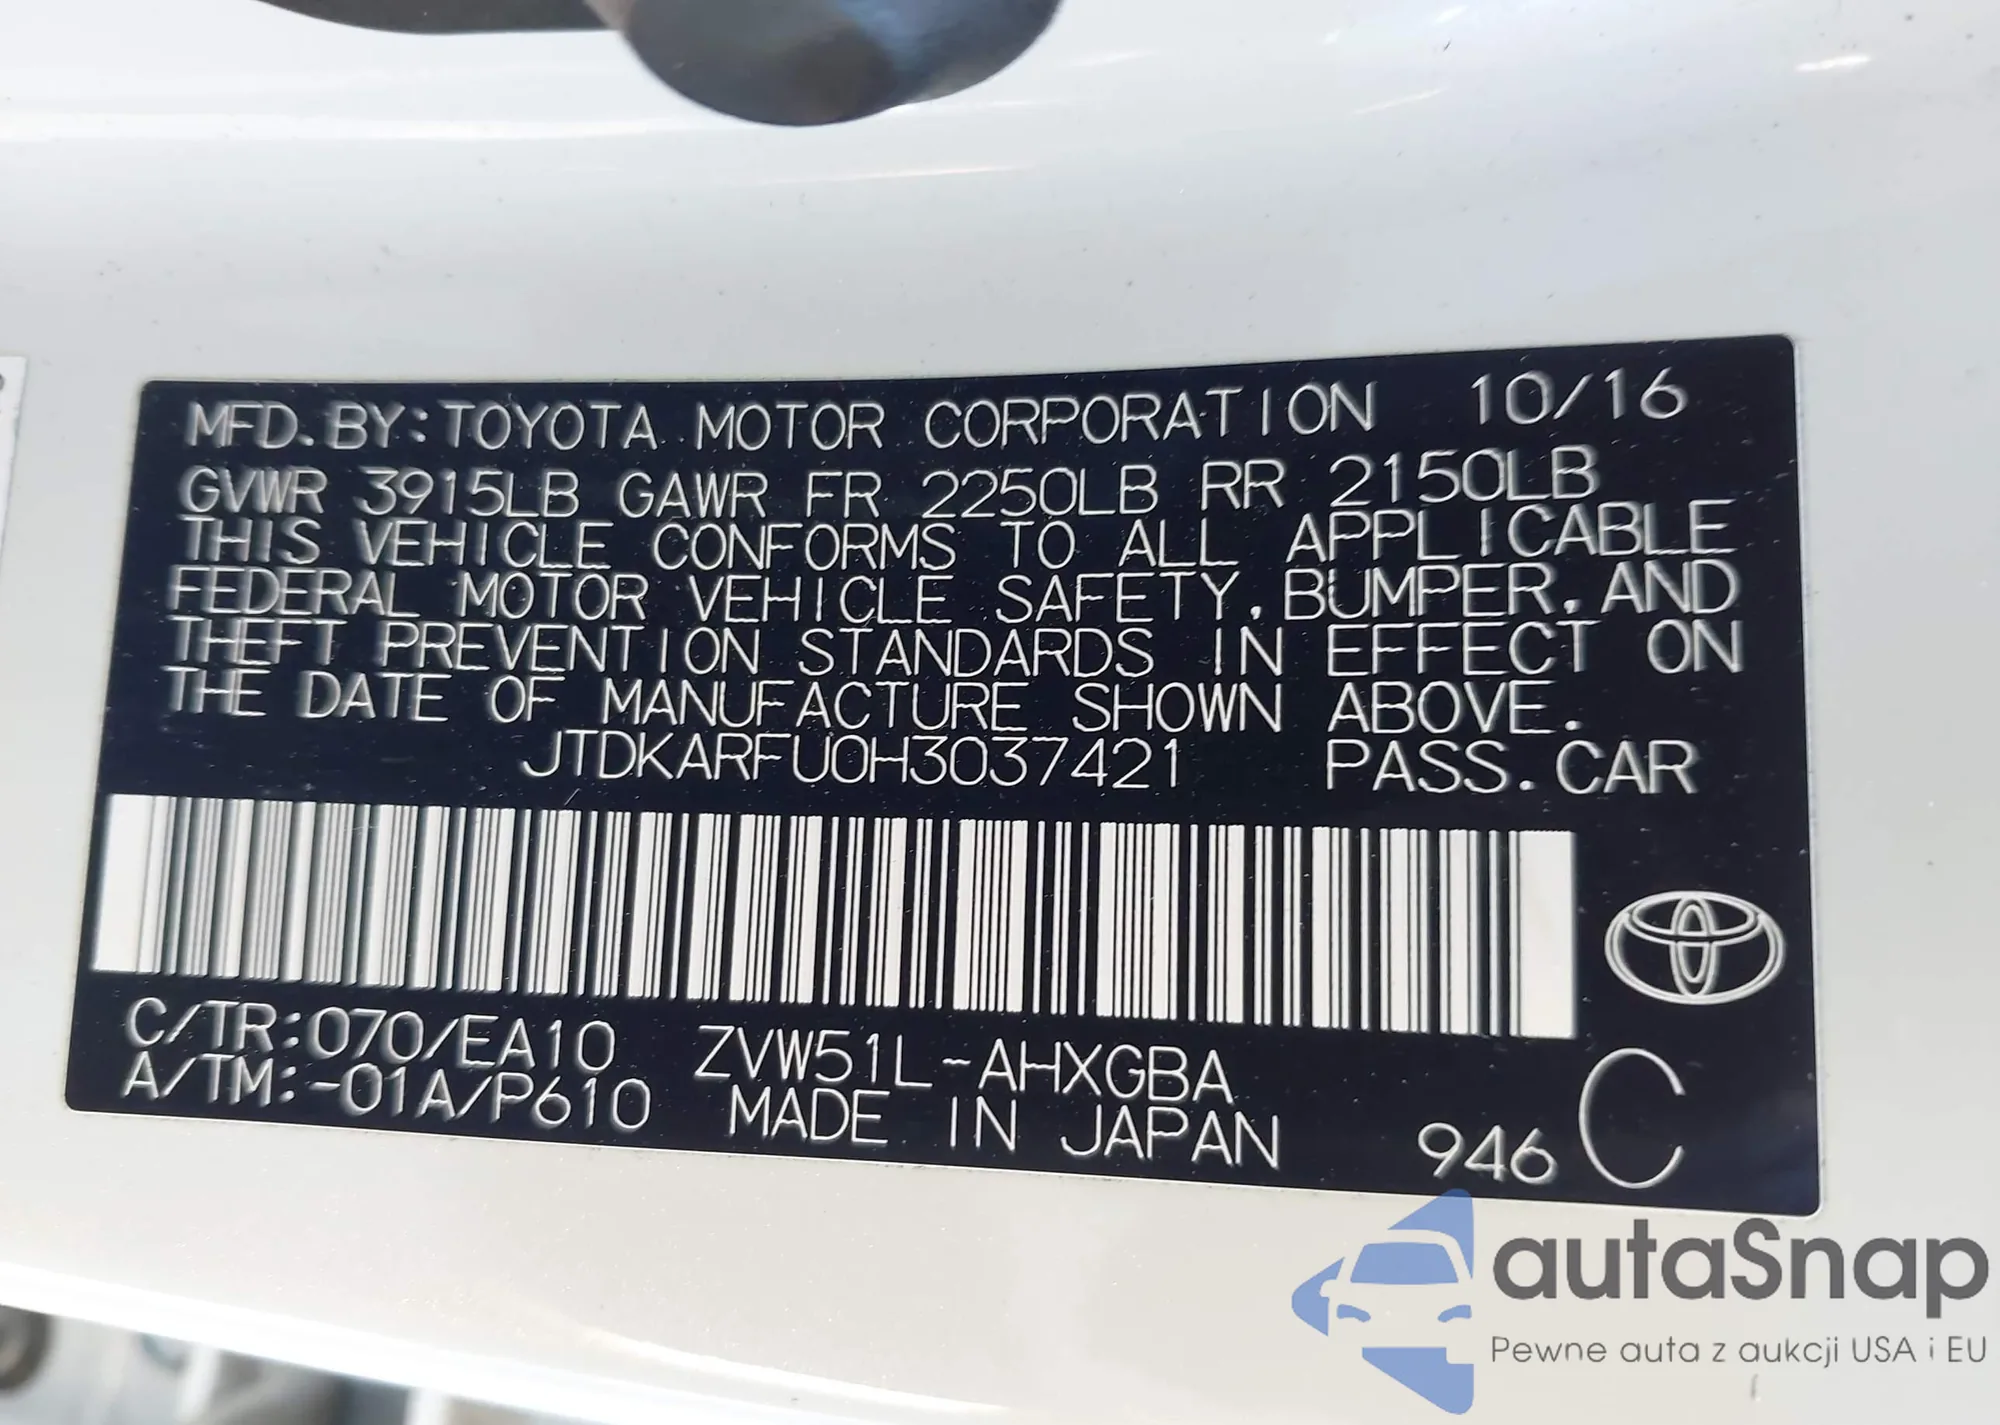 MFD. BY: TOYOTA MOTOR CORPORATION 10/16
GVWR 3915LB GAWR FR 2250LB RR 2150LB
THIS VEHICLE CONFORMS TO ALL APPLICABLE
FEDERAL MOTOR VEHICLE SAFETY, BUMPER, AND
THEFT PREVENTION STANDARDS IN EFFECT ON
THE DATE OF MANUFACTURE SHOWN ABOVE.
JTDKARFU0H3037421 PASS. CAR
C/TR: 070/EA10 ZVW51L-AHXGBA
A/TM: -01A/P610 MADE IN JAPAN 946 C
autaSnap
Pewne auta z aukcji USA i EU